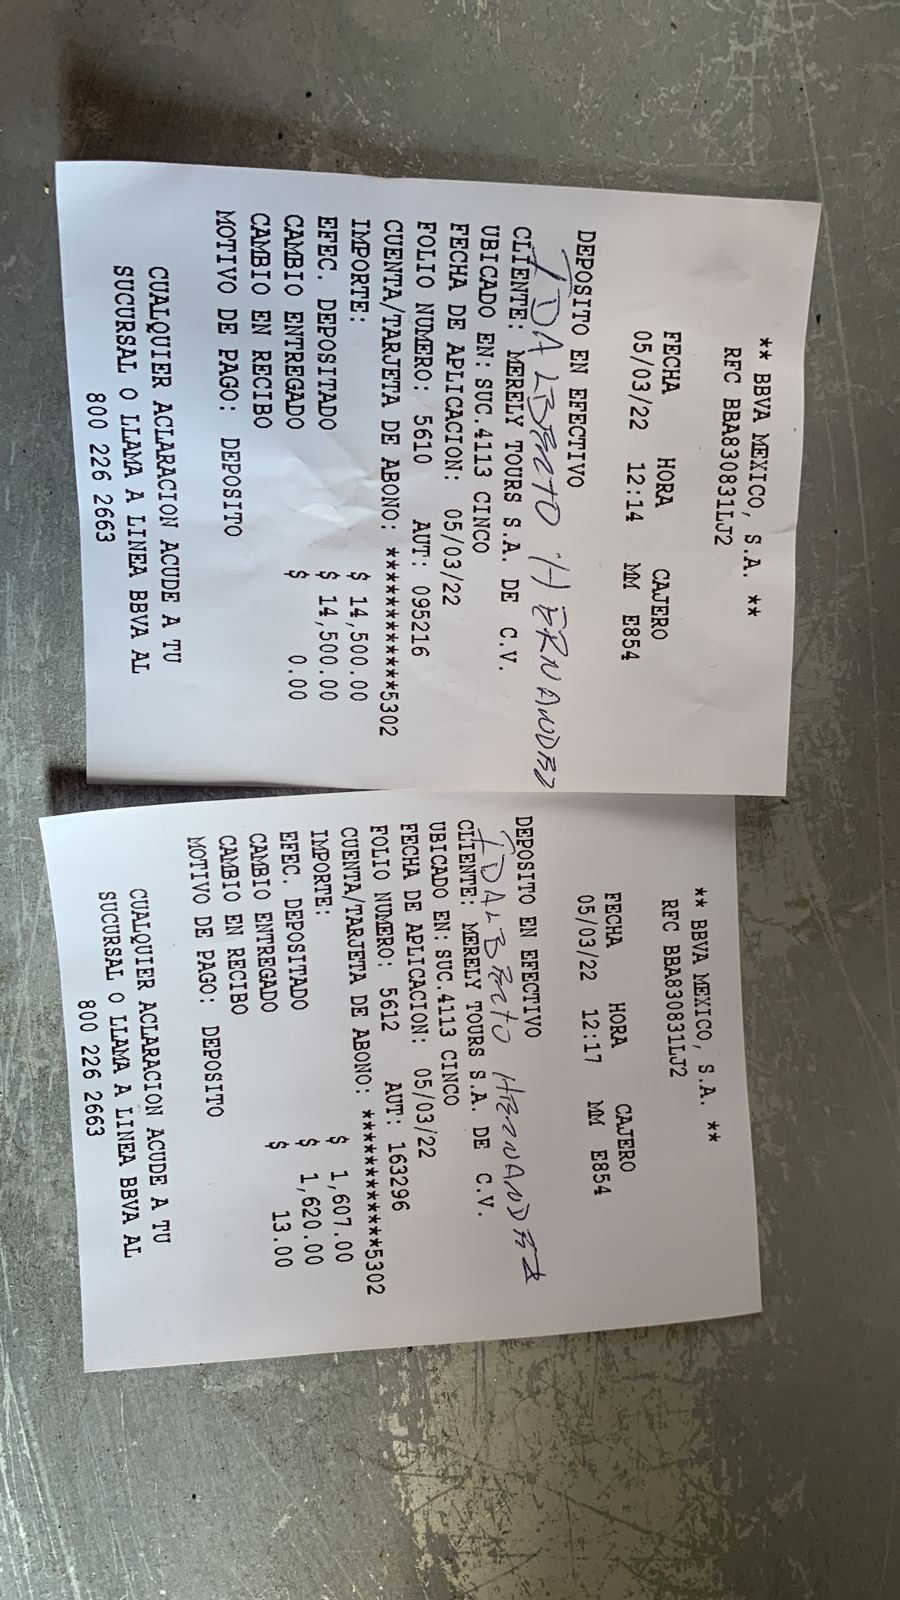 ** BBVA MEXICO, S.A. **
RFC BBA830831LJ2
FECHA HORA CAJERO
05/03/22 12:14 MM E854
DEPOSITO EN EFECTIVO
IDALBERTO HERNANDEZ
CLIENTE: MERELY TOURS S.A. DE C.V.
UBICADO EN: SUC.4113 CINCO
FECHA DE APLICACION: 05/03/22
FOLIO NUMERO: 5610 AUT: 095216
CUENTA/TARJETA DE ABONO: ************5302
IMPORTE: $ 14,500.00
EFEC. DEPOSITADO $ 14,500.00
CAMBIO ENTREGADO $ 0.00
CAMBIO EN RECIBO
MOTIVO DE PAGO: DEPOSITO
CUALQUIER ACLARACION ACUDE A TU
SUCURSAL O LLAMA A LINEA BBVA AL
800 226 2663
** BBVA MEXICO, S.A. **
RFC BBA830831LJ2
FECHA HORA CAJERO
05/03/22 12:17 MM E854
DEPOSITO EN EFECTIVO
IDALBERTO HERNANDEZ
CLIENTE: MERELY TOURS S.A. DE C.V.
UBICADO EN: SUC.4113 CINCO
FECHA DE APLICACION: 05/03/22
FOLIO NUMERO: 5612 AUT: 163296
CUENTA/TARJETA DE ABONO: ************5302
IMPORTE: $ 1,607.00
EFEC. DEPOSITADO $ 1,620.00
CAMBIO ENTREGADO $ 13.00
CAMBIO EN RECIBO
MOTIVO DE PAGO: DEPOSITO
CUALQUIER ACLARACION ACUDE A TU
SUCURSAL O LLAMA A LINEA BBVA AL
800 226 2663